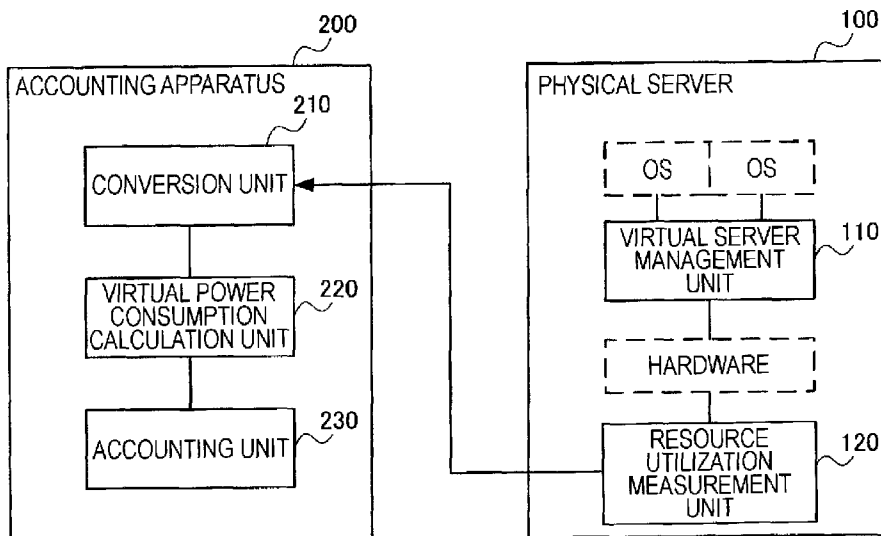 200
ACCOUNTING APPARATUS
210
CONVERSION UNIT
VIRTUAL POWER
CONSUMPTION
CALCULATION UNIT
220
ACCOUNTING UNIT
230
100
PHYSICAL SERVER
OS
OS
VIRTUAL SERVER
MANAGEMENT
UNIT
110
HARDWARE
RESOURCE
UTILIZATION
MEASUREMENT
UNIT
120